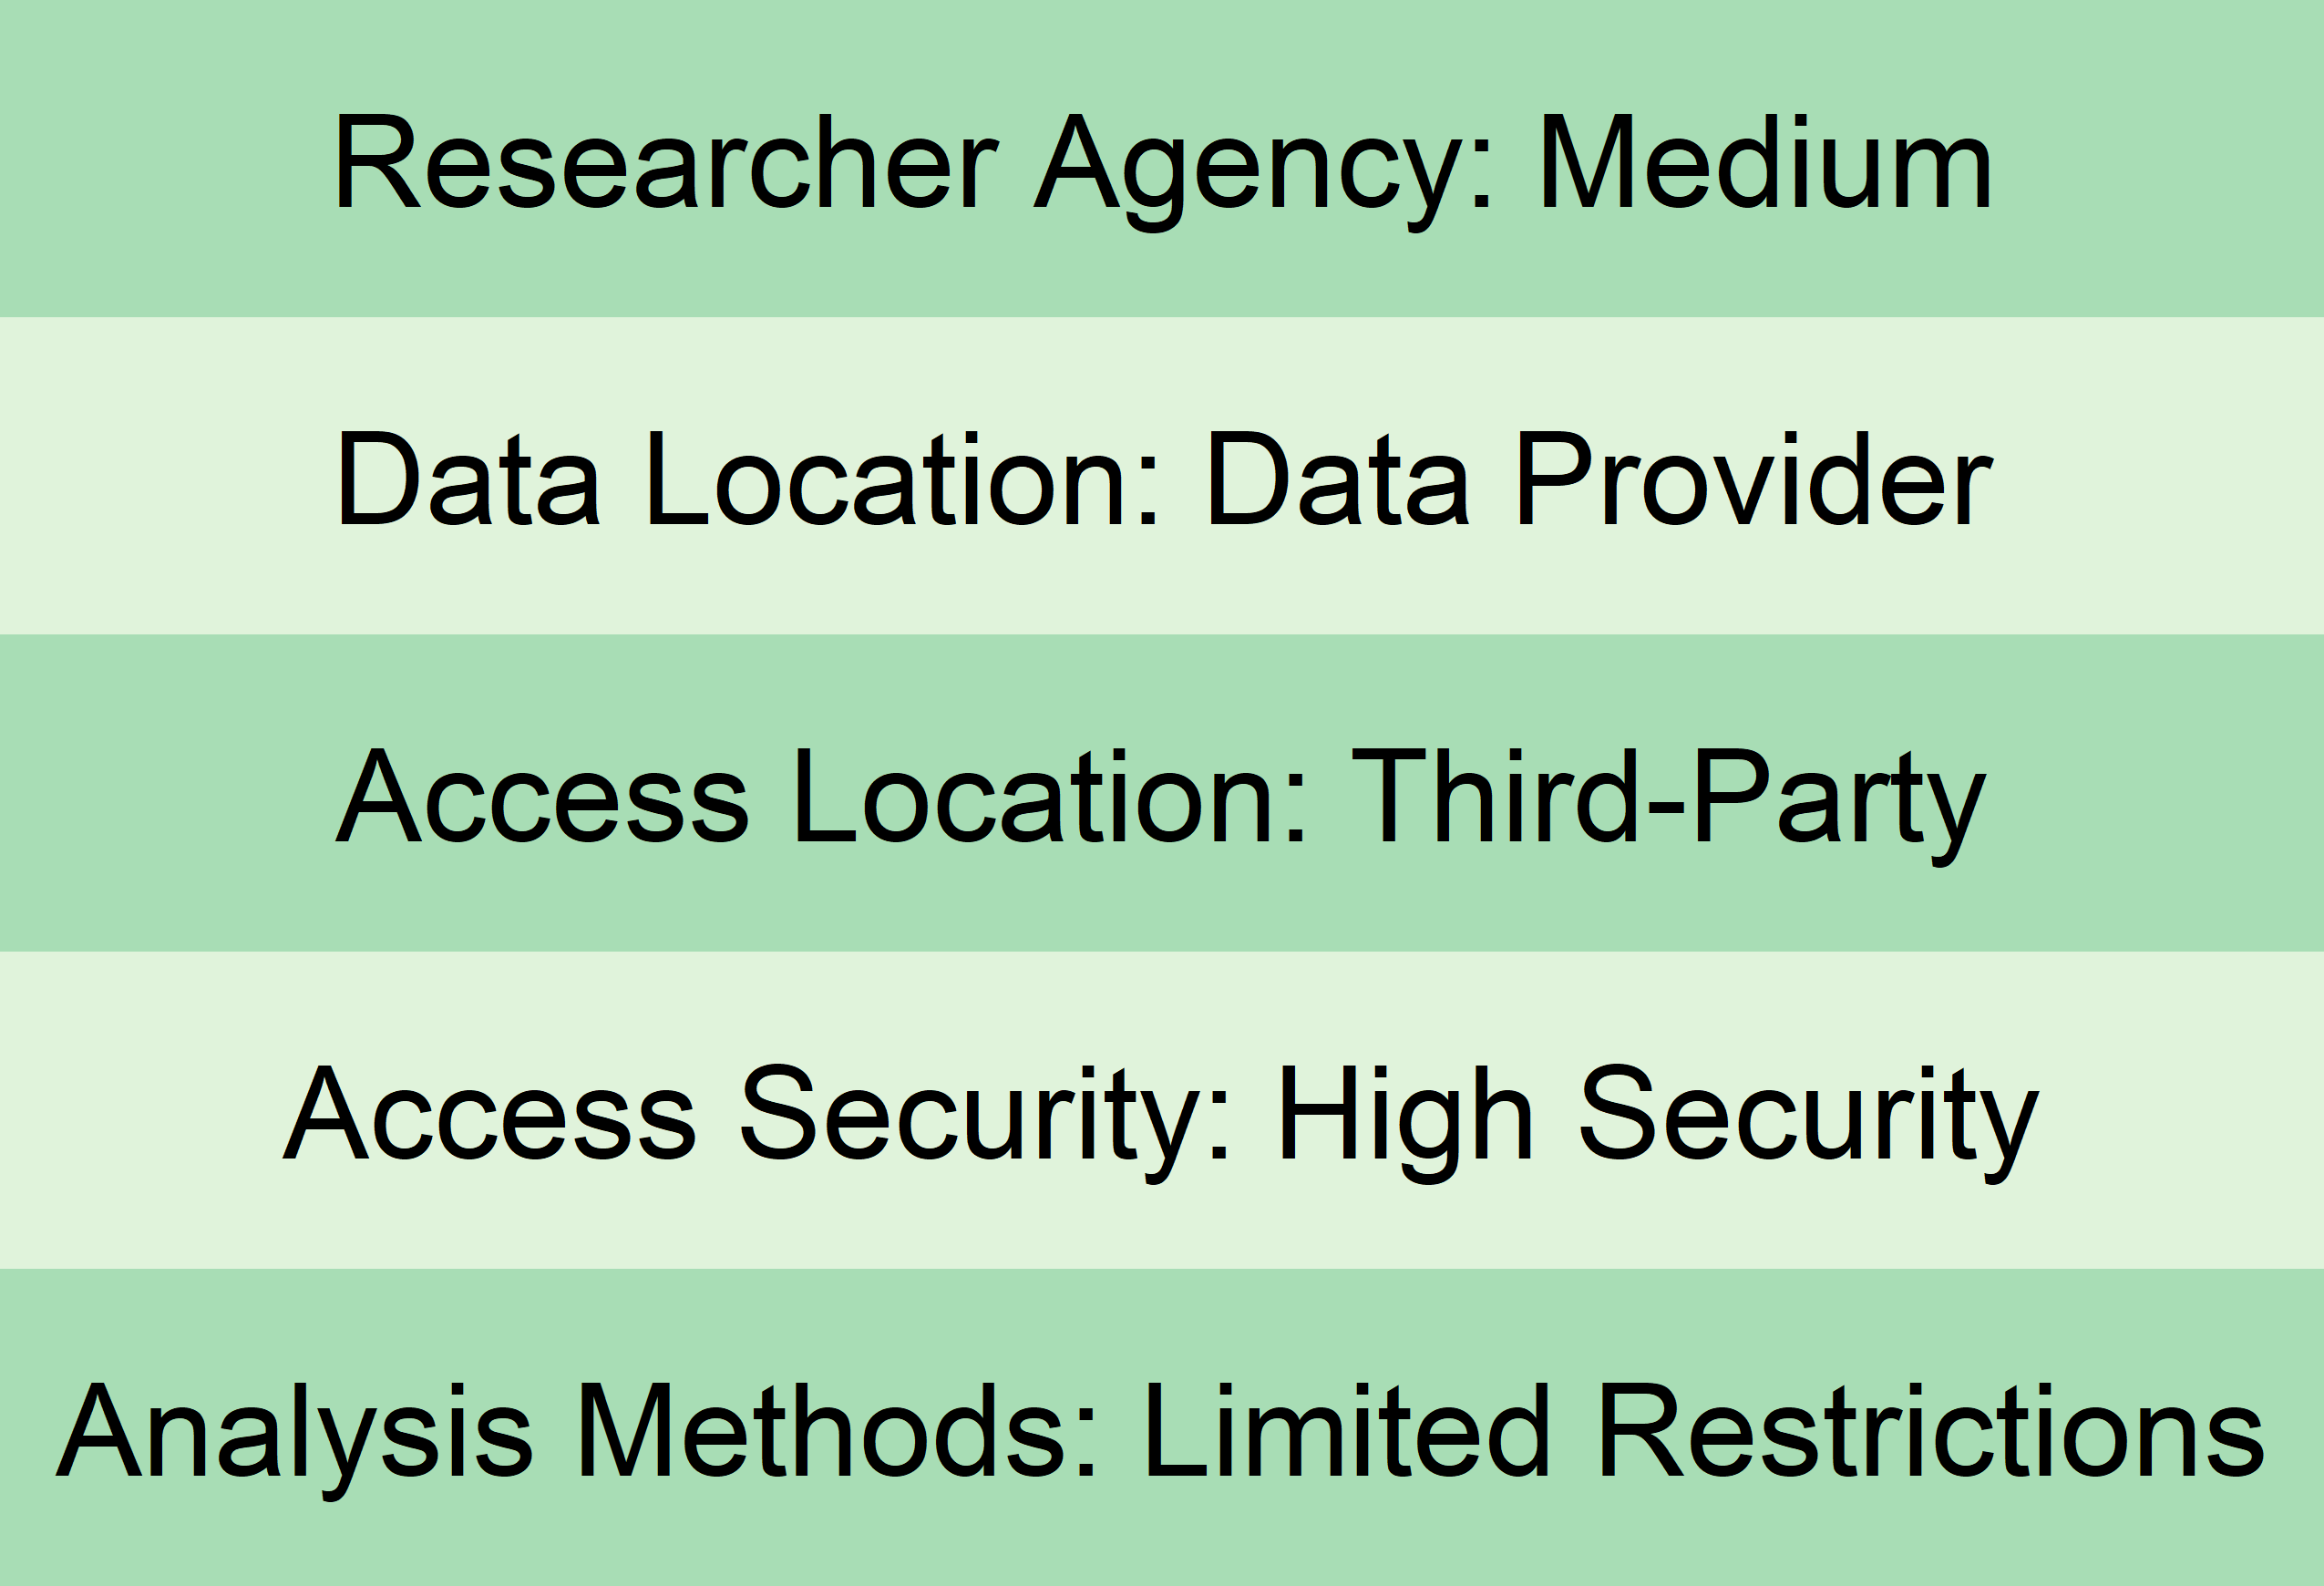 Researcher Agency: Medium
Data Location: Data Provider
Access Location: Third-Party
Access Security: High Security
Analysis Methods: Limited Restrictions